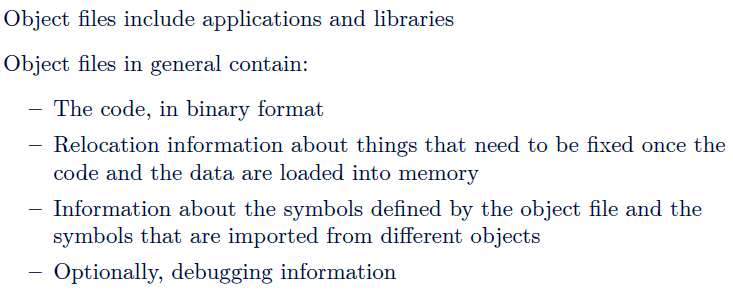 Object files include applications and libraries
Object files in general contain:
– The code, in binary format
– Relocation information about things that need to be fixed once the
code and the data are loaded into memory
– Information about the symbols defined by the object file and the
symbols that are imported from different objects
– Optionally, debugging information